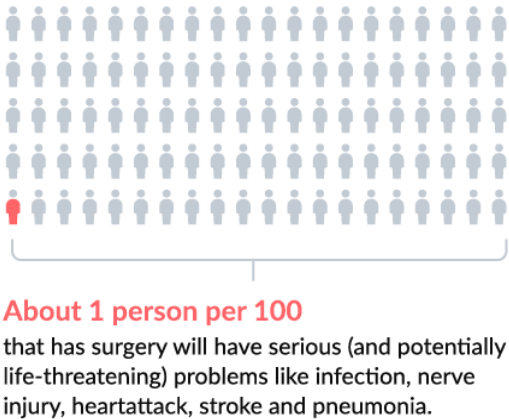 About 1 person per 100
that has surgery will have serious (and potentially
life-threatening) problems like infection, nerve
injury, heartattack, stroke and pneumonia.